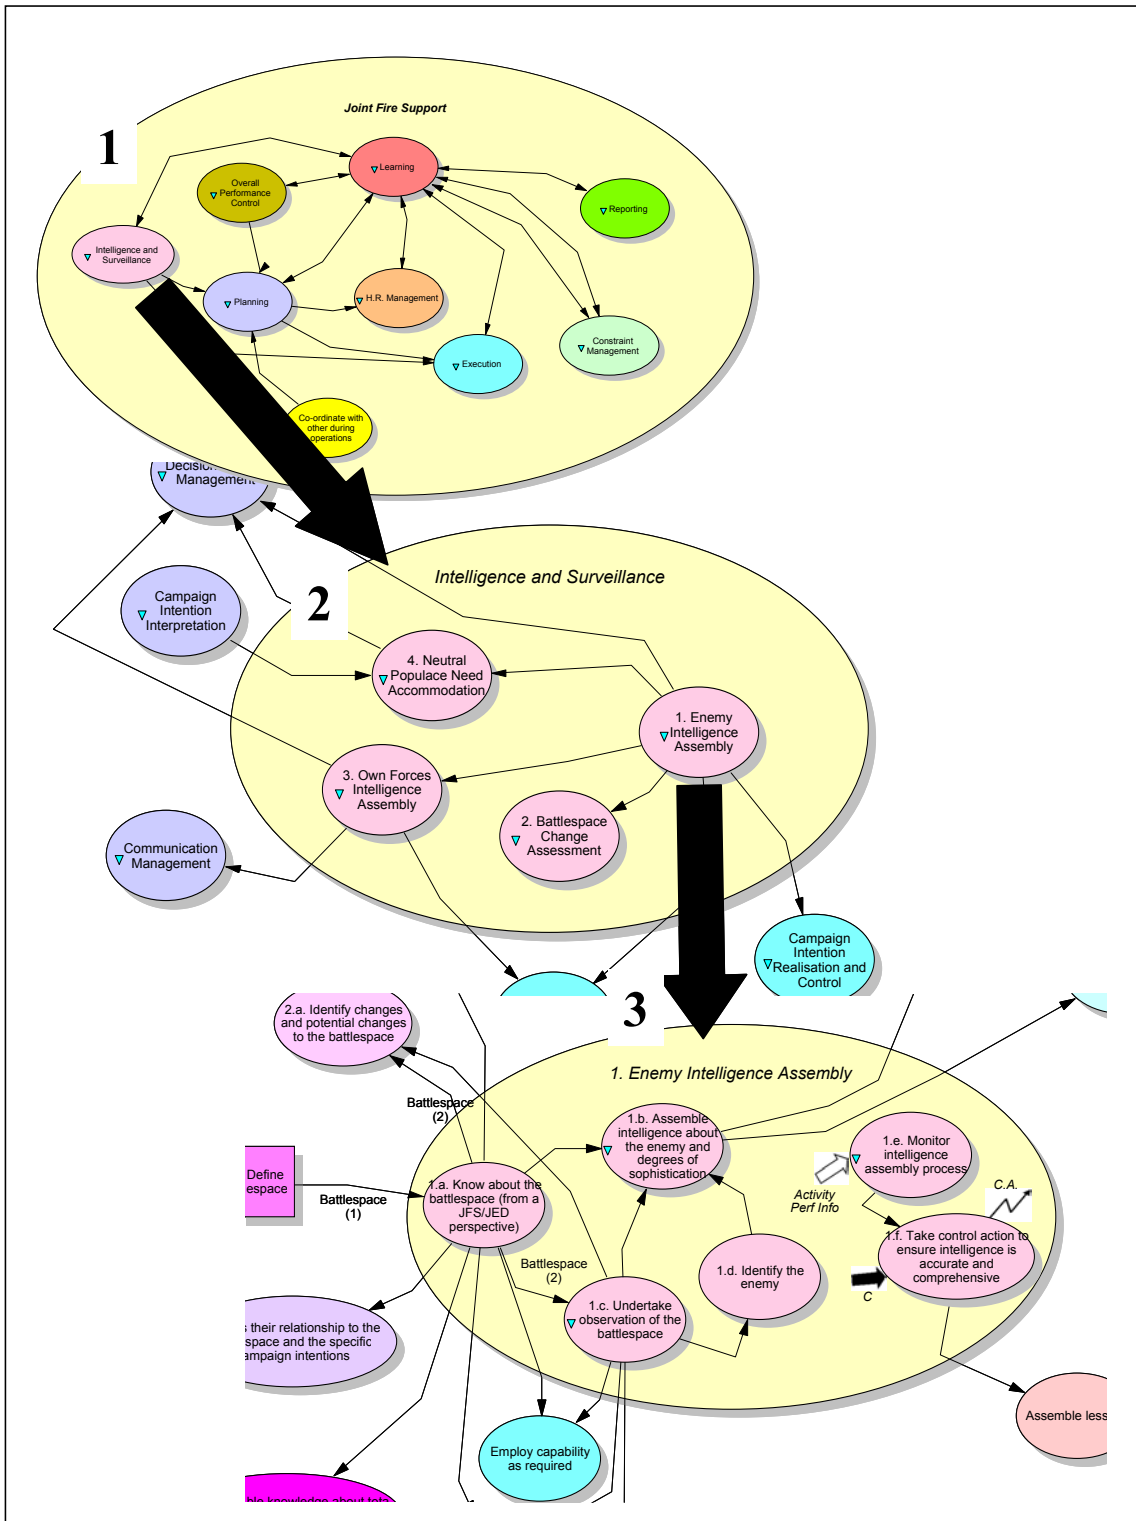 Joint Fire Support
1
Learning
Overall
Performance
Control
Reporting
Intelligence and
Surveillance
Planning
H.R. Management
Constraint
Management
Execution
Co-ordinate with
other during
operations
Management
Intelligence and Surveillance
2
Campaign
Intention
Interpretation
4. Neutral
Populace Need
Accommodation
1. Enemy
Intelligence
Assembly
3. Own Forces
Intelligence
Assembly
2. Battlespace
Change
Assessment
Communication
Management
Campaign
Intention
Realisation and
Control
3
2.a. Identify changes
and potential changes
to the battlespace
1. Enemy Intelligence Assembly
Battlespace
(2)
1.b. Assemble
intelligence about
the enemy and
degrees of
sophistication
1.e. Monitor
intelligence
assembly process
Define
espace
Battlespace
(1)
1.a. Know about the
battlespace (from a
JFS/JED
perspective)
Activity
Perf Info
C.A.
1.f. Take control action to
ensure intelligence is
accurate and
comprehensive
C
Battlespace
(2)
1.d. Identify the
enemy
1.c. Undertake
observation of the
battlespace
s their relationship to the
space and the specific
ampaign intentions
Employ capability
as required
Assemble less
ble knowledge about tota